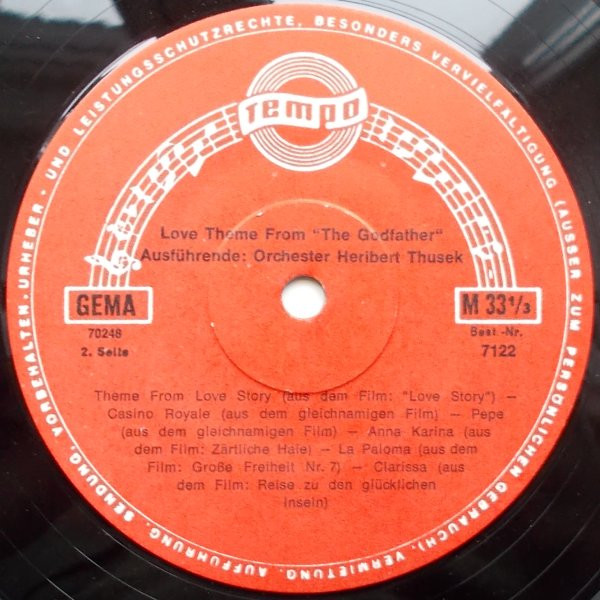 URHEBER- UND LEISTUNGSSCHUTZRECHTE, BESONDERS VERVIELFÄLTIGUNG (AUSSER ZUM PERSÖNLICHEN GEBRAUCH), VERMIETUNG, AUFFÜHRUNG, SENDUNG, VORBEHALTEN.
Tempo
Love Theme From "The Godfather"
Ausführende: Orchester Heribert Thusek
GEMA
M 33 1/3
70248
Best.-Nr.
2. Seite
7122
Theme From Love Story (aus dem Film: "Love Story") –
Casino Royale (aus dem gleichnamigen Film) – Pepe
(aus dem gleichnamigen Film) – Anna Karina (aus
dem Film: Zärtliche Haie) – La Paloma (aus dem
Film: Große Freiheit Nr. 7) – Clarissa (aus
dem Film: Reise zu den glücklichen
Inseln)